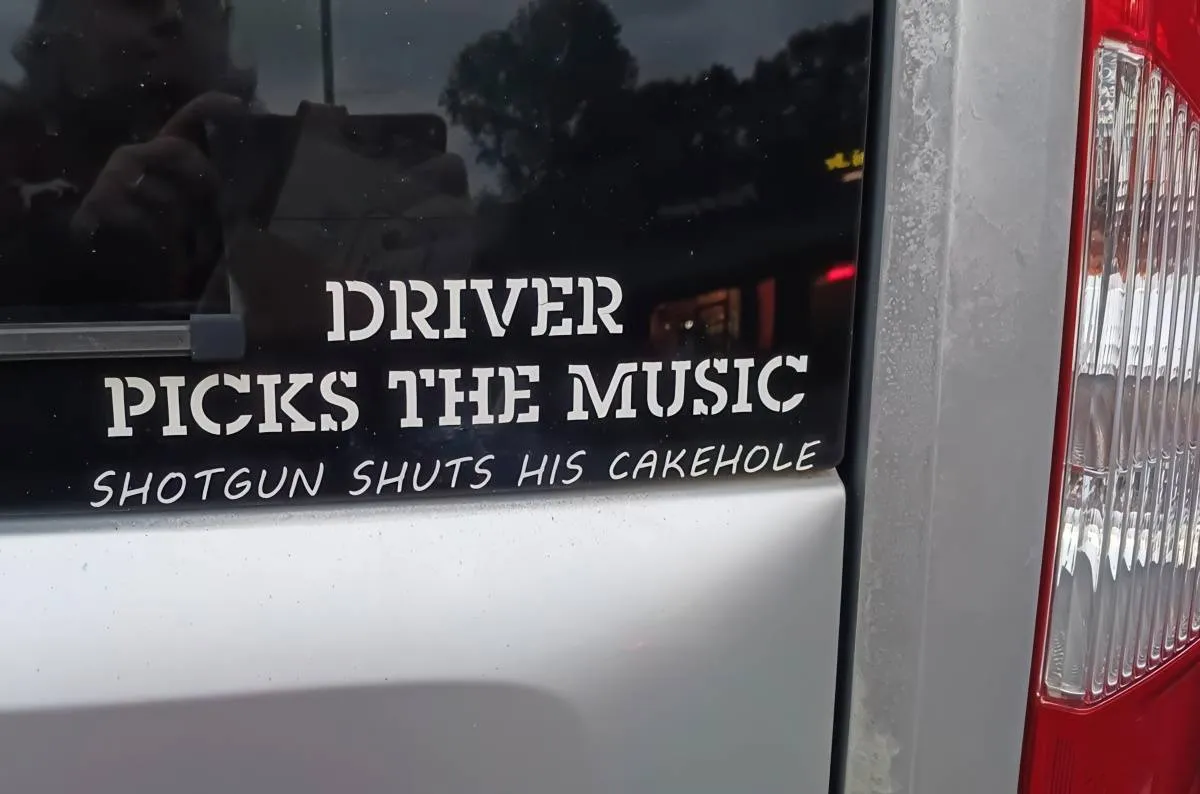 DRIVER
PICKS THE MUSIC
SHOTGUN SHUTS HIS CAKEHOLE